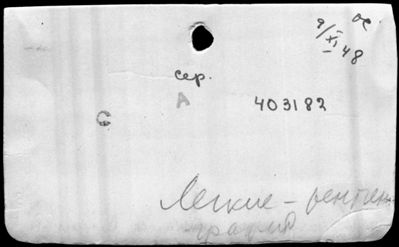 9/XI 48
сер.
А
403182
С
Легкие - рентгено-
графия